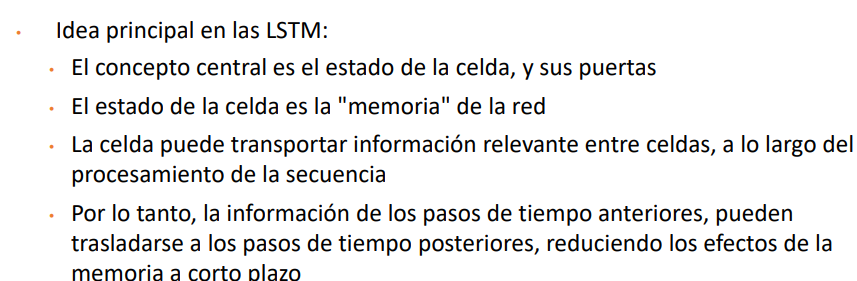 • Idea principal en las LSTM:
• El concepto central es el estado de la celda, y sus puertas
• El estado de la celda es la "memoria" de la red
• La celda puede transportar información relevante entre celdas, a lo largo del
procesamiento de la secuencia
• Por lo tanto, la información de los pasos de tiempo anteriores, pueden
trasladarse a los pasos de tiempo posteriores, reduciendo los efectos de la
memoria a corto plazo